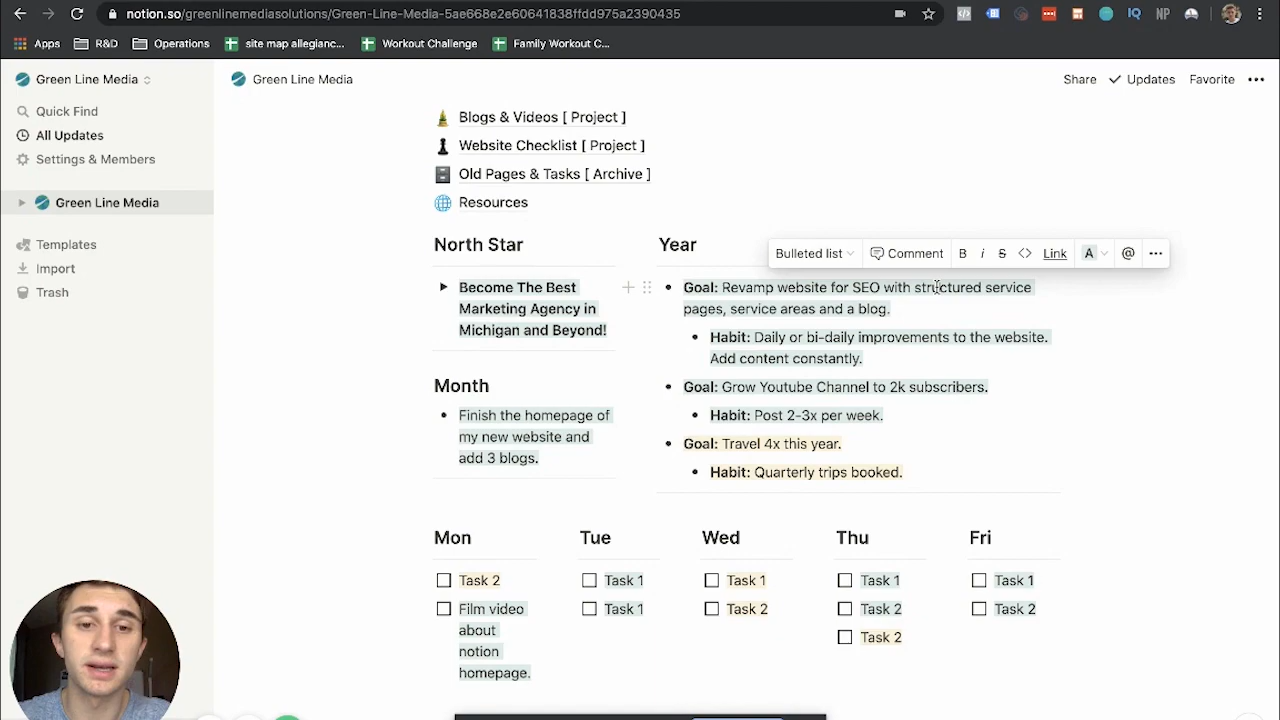 notion.so/greenlinemediasolutions/Green-Line-Media-5ae668e2e60641838ffdd975a2390435
IQ NP
Apps R&D Operations site map allegianc... Workout Challenge Family Workout C...
Green Line Media
Quick Find
All Updates
Settings & Members
Green Line Media
Templates
Import
Trash
Green Line Media
Share Updates Favorite
Blogs & Videos [ Project ]
Website Checklist [ Project ]
Old Pages & Tasks [ Archive ]
Resources
North Star
Become The Best
Marketing Agency in
Michigan and Beyond!
Month
Finish the homepage of
my new website and
add 3 blogs.
Year
Bulleted list Comment B i S <> Link A @
Goal: Revamp website for SEO with structured service
pages, service areas and a blog.
Habit: Daily or bi-daily improvements to the website.
Add content constantly.
Goal: Grow Youtube Channel to 2k subscribers.
Habit: Post 2-3x per week.
Goal: Travel 4x this year.
Habit: Quarterly trips booked.
Mon
Task 2
Film video
about
notion
homepage.
Tue
Task 1
Task 1
Wed
Task 1
Task 2
Thu
Task 1
Task 2
Task 2
Fri
Task 1
Task 2